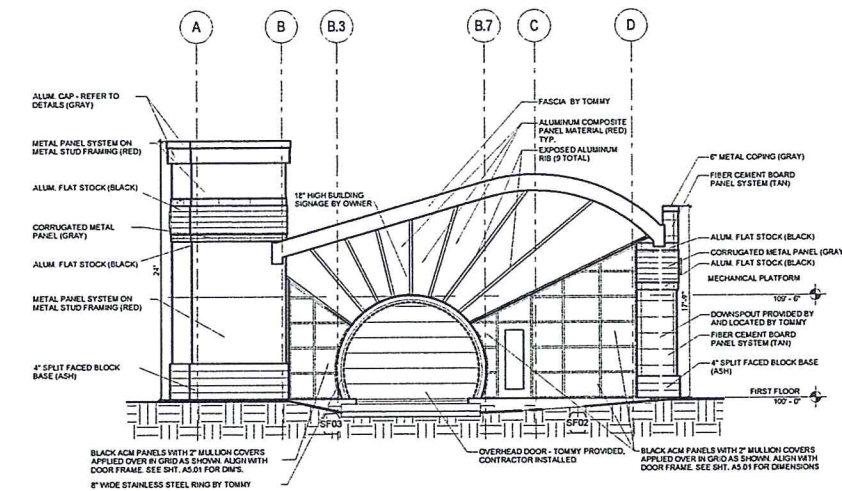 A
B
B.3
B.7
C
D
ALUM. CAP - REFER TO
DETAILS (GRAY)
METAL PANEL SYSTEM ON
METAL STUD FRAMING (RED)
ALUM. FLAT STOCK (BLACK)
CORRUGATED METAL
PANEL (GRAY)
ALUM. FLAT STOCK (BLACK)
METAL PANEL SYSTEM ON
METAL STUD FRAMING (RED)
4" SPLIT FACED BLOCK
BASE (ASH)
18" HIGH BUILDING
SIGNAGE BY OWNER
FASCIA BY TOMMY
ALUMINUM COMPOSITE
PANEL MATERIAL (RED)
TYP.
EXPOSED ALUMINUM
RIB (9 TOTAL)
6" METAL COPING (GRAY)
FIBER CEMENT BOARD
PANEL SYSTEM (TAN)
ALUM. FLAT STOCK (BLACK)
CORRUGATED METAL PANEL (GRAY
ALUM. FLAT STOCK (BLACK)
MECHANICAL PLATFORM
109'- 6"
DOWNSPOUT PROVIDED BY
AND LOCATED BY TOMMY
FIBER CEMENT BOARD
PANEL SYSTEM (TAN)
4" SPLIT FACED BLOCK BASE
(ASH)
FIRST FLOOR
100'- 0"
SF03
SF02
BLACK ACM PANELS WITH 2" MULLION COVERS
APPLIED OVER IN GRID AS SHOWN. ALIGN WITH
DOOR FRAME. SEE SHT. A5.01 FOR DIM'S.
8" WIDE STAINLESS STEEL RING BY TOMMY
OVERHEAD DOOR - TOMMY PROVIDED,
CONTRACTOR INSTALLED
BLACK ACM PANELS WITH 2" MULLION COVERS
APPLIED OVER IN GRID AS SHOWN. ALIGN WITH
DOOR FRAME. SEE SHT. A5.01 FOR DIMENSIONS